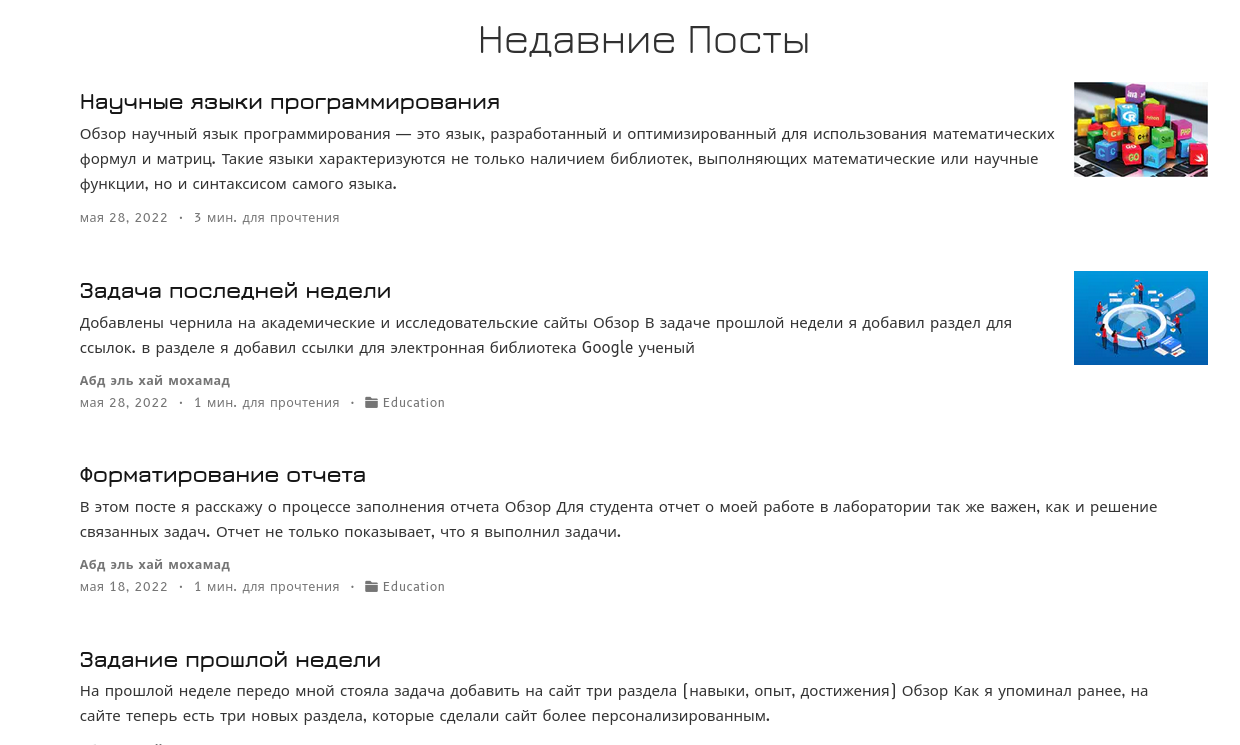 Недавние Посты
Научные языки программирования
Обзор научный язык программирования — это язык, разработанный и оптимизированный для использования математических
формул и матриц. Такие языки характеризуются не только наличием библиотек, выполняющих математические или научные
функции, но и синтаксисом самого языка.
мая 28, 2022 · 3 мин. для прочтения
Задача последней недели
Добавлены чернила на академические и исследовательские сайты Обзор В задаче прошлой недели я добавил раздел для
ссылок. в разделе я добавил ссылки для электронная библиотека Google ученый
Абд эль хай мохамад
мая 28, 2022 · 1 мин. для прочтения · Education
Форматирование отчета
В этом посте я расскажу о процессе заполнения отчета Обзор Для студента отчет о моей работе в лаборатории так же важен, как и решение
связанных задач. Отчет не только показывает, что я выполнил задачи.
Абд эль хай мохамад
мая 18, 2022 · 1 мин. для прочтения · Education
Задание прошлой недели
На прошлой неделе передо мной стояла задача добавить на сайт три раздела (навыки, опыт, достижения) Обзор Как я упоминал ранее, на
сайте теперь есть три новых раздела, которые сделали сайт более персонализированным.